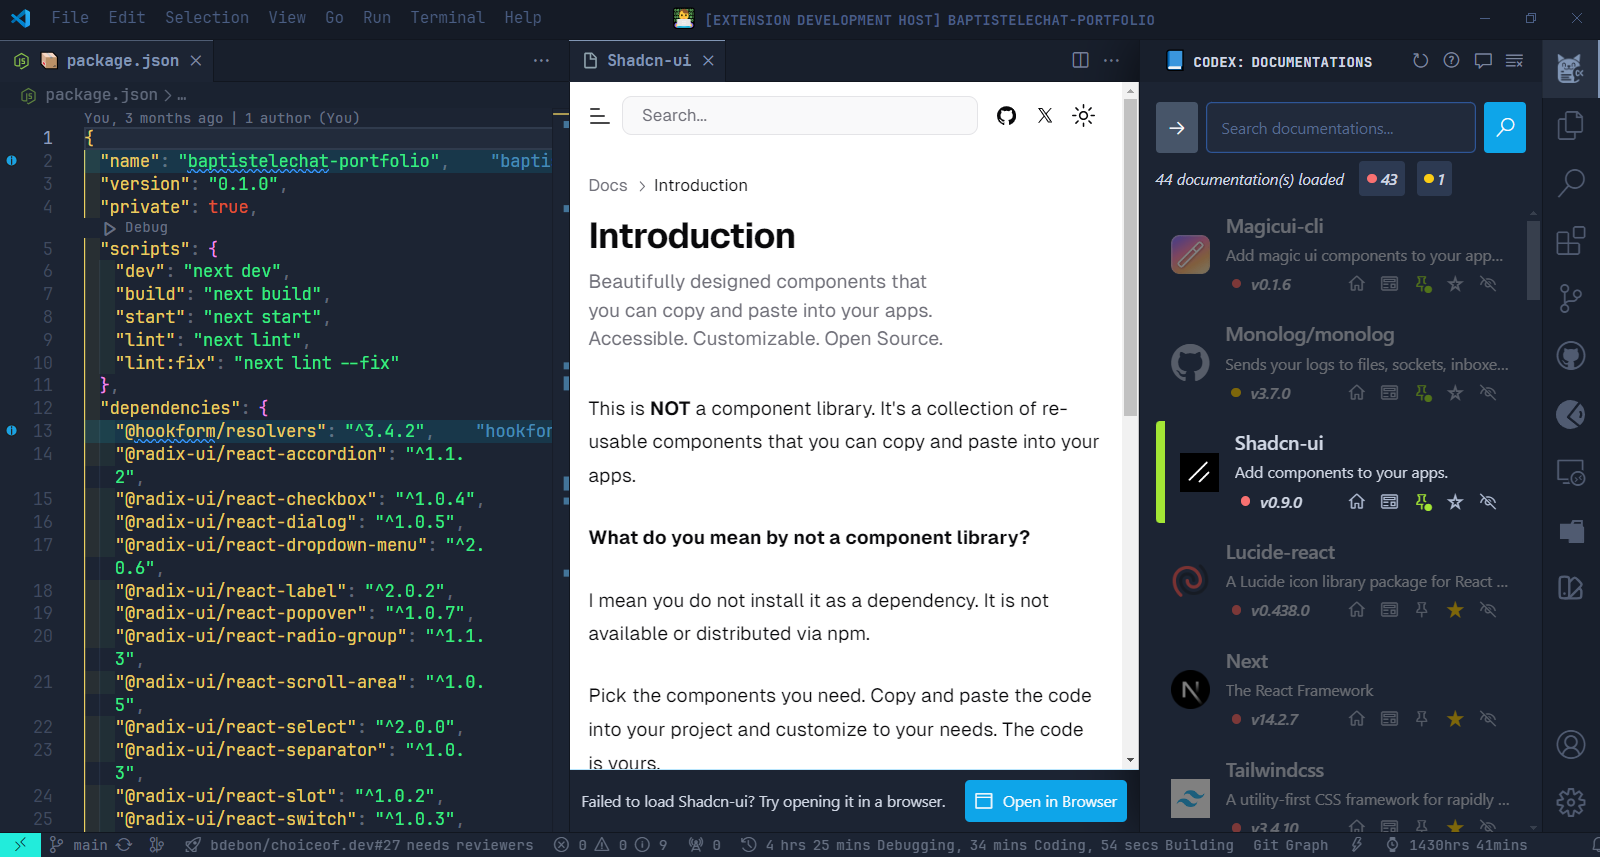 File Edit Selection View Go Run Terminal Help
[EXTENSION DEVELOPMENT HOST] BAPTISTELECHAT-PORTFOLIO
package.json
package.json > …
You, 3 months ago | 1 author (You)
1 {
2 "name": "baptistelechat-portfolio", "bapti
3 "version": "0.1.0",
4 "private": true,
Debug
5 "scripts": {
6 "dev": "next dev",
7 "build": "next build",
8 "start": "next start",
9 "lint": "next lint",
10 "lint:fix": "next lint --fix"
11 },
12 "dependencies": {
13 "@hookform/resolvers": "^3.4.2", "hookfor
14 "@radix-ui/react-accordion": "^1.1.
2",
15 "@radix-ui/react-checkbox": "^1.0.4",
16 "@radix-ui/react-dialog": "^1.0.5",
17 "@radix-ui/react-dropdown-menu": "^2.
0.6",
18 "@radix-ui/react-label": "^2.0.2",
19 "@radix-ui/react-popover": "^1.0.7",
20 "@radix-ui/react-radio-group": "^1.1.
3",
21 "@radix-ui/react-scroll-area": "^1.0.
5",
22 "@radix-ui/react-select": "^2.0.0",
23 "@radix-ui/react-separator": "^1.0.
3",
24 "@radix-ui/react-slot": "^1.0.2",
25 "@radix-ui/react-switch": "^1.0.3",
Shadcn-ui
Search...
Docs > Introduction
Introduction
Beautifully designed components that
you can copy and paste into your apps.
Accessible. Customizable. Open Source.
This is NOT a component library. It's a collection of re-
usable components that you can copy and paste into your
apps.
What do you mean by not a component library?
I mean you do not install it as a dependency. It is not
available or distributed via npm.
Pick the components you need. Copy and paste the code
into your project and customize to your needs. The code
is yours.
Failed to load Shadcn-ui? Try opening it in a browser.
Open in Browser
CODEX: DOCUMENTATIONS
Search documentations...
44 documentation(s) loaded 43 1
Magicui-cli
Add magic ui components to your app...
v0.1.6
Monolog/monolog
Sends your logs to files, sockets, inboxe...
v3.7.0
Shadcn-ui
Add components to your apps.
v0.9.0
Lucide-react
A Lucide icon library package for React ...
v0.438.0
Next
The React Framework
v14.2.7
Tailwindcss
A utility-first CSS framework for rapidly ...
v3.4.10
main bdebon/choiceof.dev#27 needs reviewers 0 0 9 0 4 hrs 25 mins Debugging, 34 mins Coding, 54 secs Building Git Graph 1430hrs 41mins